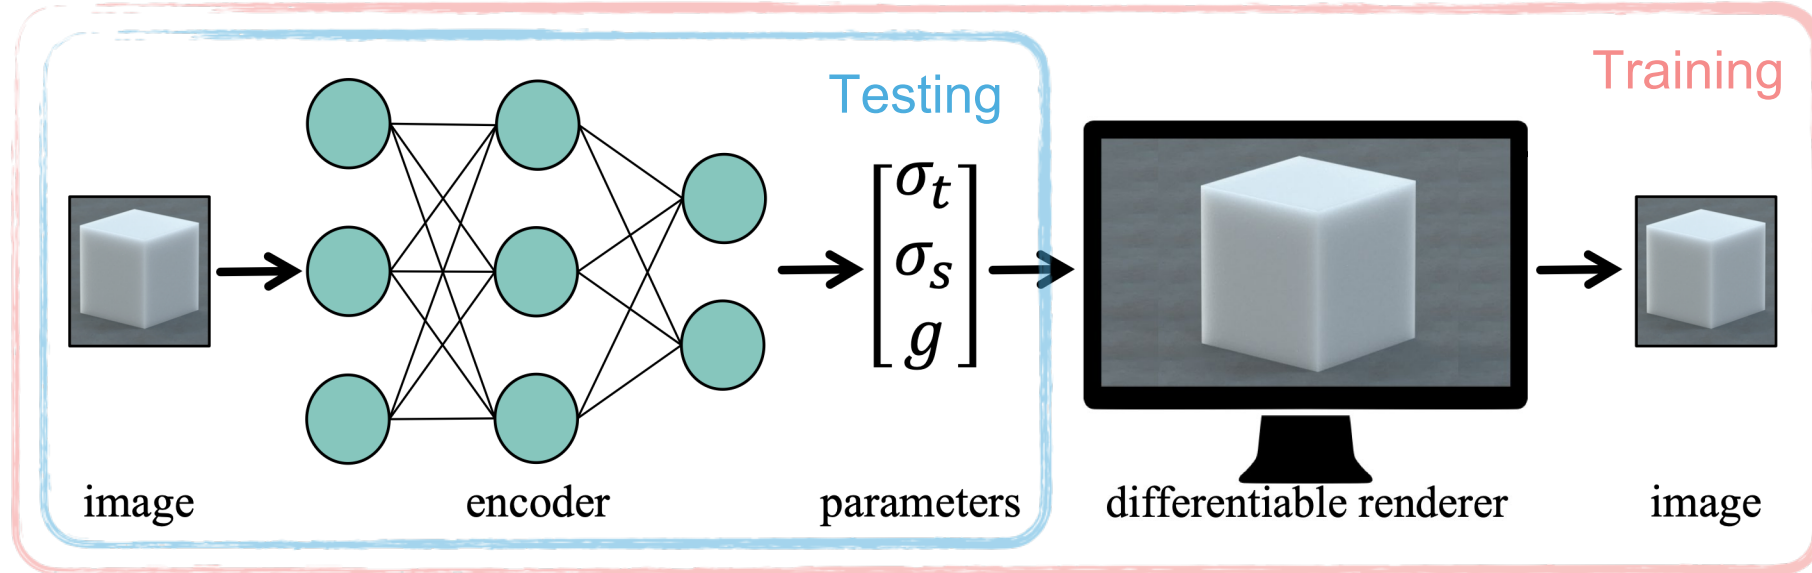 Training
Testing
σt
σs
g
image
encoder
parameters
differentiable renderer
image